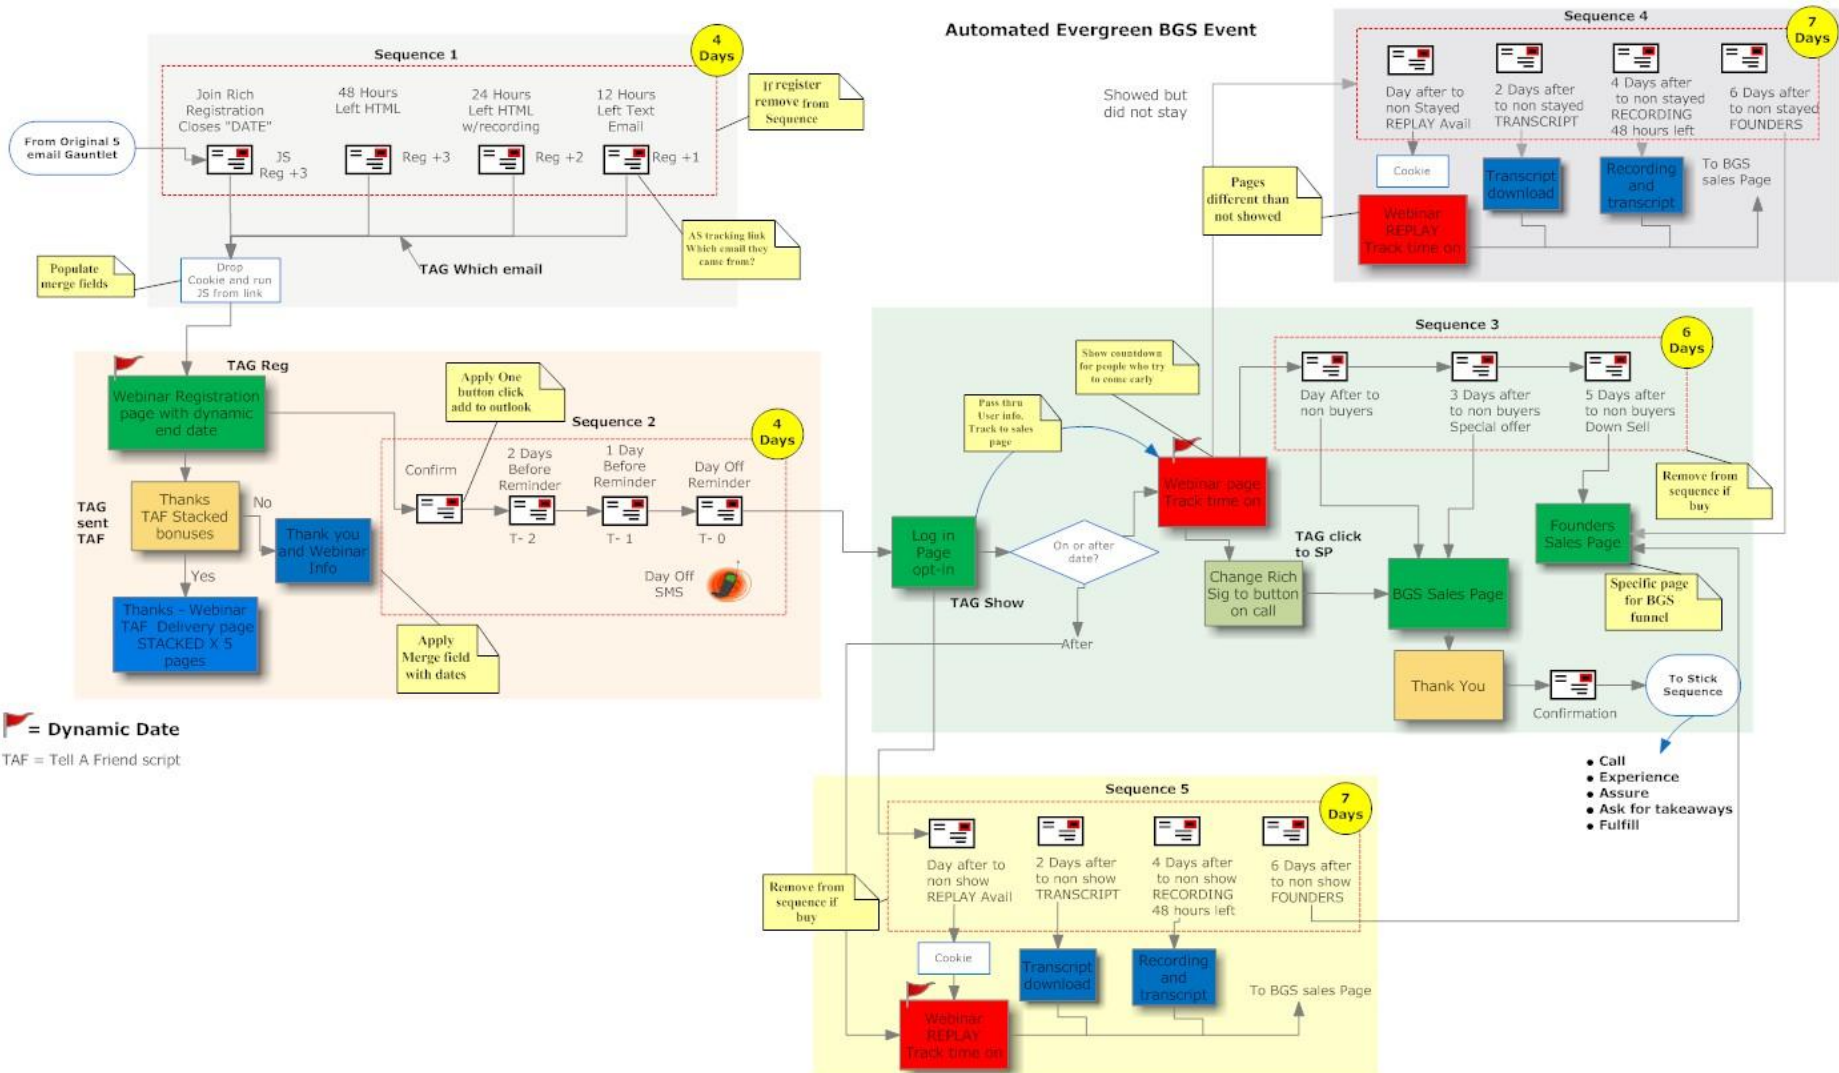 Automated Evergreen BGS Event
Sequence 1
4
Days
Join Rich
Registration
Closes "DATE"
48 Hours
Left HTML
24 Hours
Left HTML
w/recording
12 Hours
Left Text
Email
JS
Reg +3
Reg +3
Reg +2
Reg +1
From Original 5
email Gauntlet
If register
remove from
Sequence
AS tracking link
Which email they
came from?
TAG Which email
Populate
merge fields
Drop
Cookie and run
JS from link
TAG Reg
Webinar Registration
page with dynamic
end date
Apply One
button click
add to outlook
Sequence 2
4
Days
Confirm
2 Days
Before
Reminder
1 Day
Before
Reminder
Day Off
Reminder
T- 2
T- 1
T- 0
Day Off
SMS
TAG
sent
TAF
Thanks
TAF Stacked
bonuses
No
Yes
Thank you
and Webinar
Info
Thanks - Webinar
TAF Delivery page
STACKED X 5
pages
Apply
Merge field
with dates
= Dynamic Date
TAF = Tell A Friend script
Sequence 4
7
Days
Showed but
did not stay
Day after to
non Stayed
REPLAY Avail
2 Days after
to non stayed
TRANSCRIPT
4 Days after
to non stayed
RECORDING
48 hours left
6 Days after
to non stayed
FOUNDERS
Cookie
Transcript
download
Recording
and
transcript
To BGS
sales Page
Pages
different than
not showed
Webinar
REPLAY
Track time on
Sequence 3
6
Days
Show countdown
for people who try
to come early
Pass thru
User info.
Track to sales
page
Day After to
non buyers
3 Days after
to non buyers
Special offer
5 Days after
to non buyers
Down Sell
Remove from
sequence if
buy
Webinar page
Track time on
Log in
Page
opt-in
On or after
date?
TAG Show
After
TAG click
to SP
Change Rich
Sig to button
on call
BGS Sales Page
Founders
Sales Page
Specific page
for BGS
funnel
Thank You
Confirmation
To Stick
Sequence
• Call
• Experience
• Assure
• Ask for takeaways
• Fulfill
Sequence 5
7
Days
Day after to
non show
REPLAY Avail
2 Days after
to non show
TRANSCRIPT
4 Days after
to non show
RECORDING
48 hours left
6 Days after
to non show
FOUNDERS
Remove from
sequence if
buy
Cookie
Transcript
download
Recording
and
transcript
To BGS sales Page
Webinar
REPLAY
Track time on